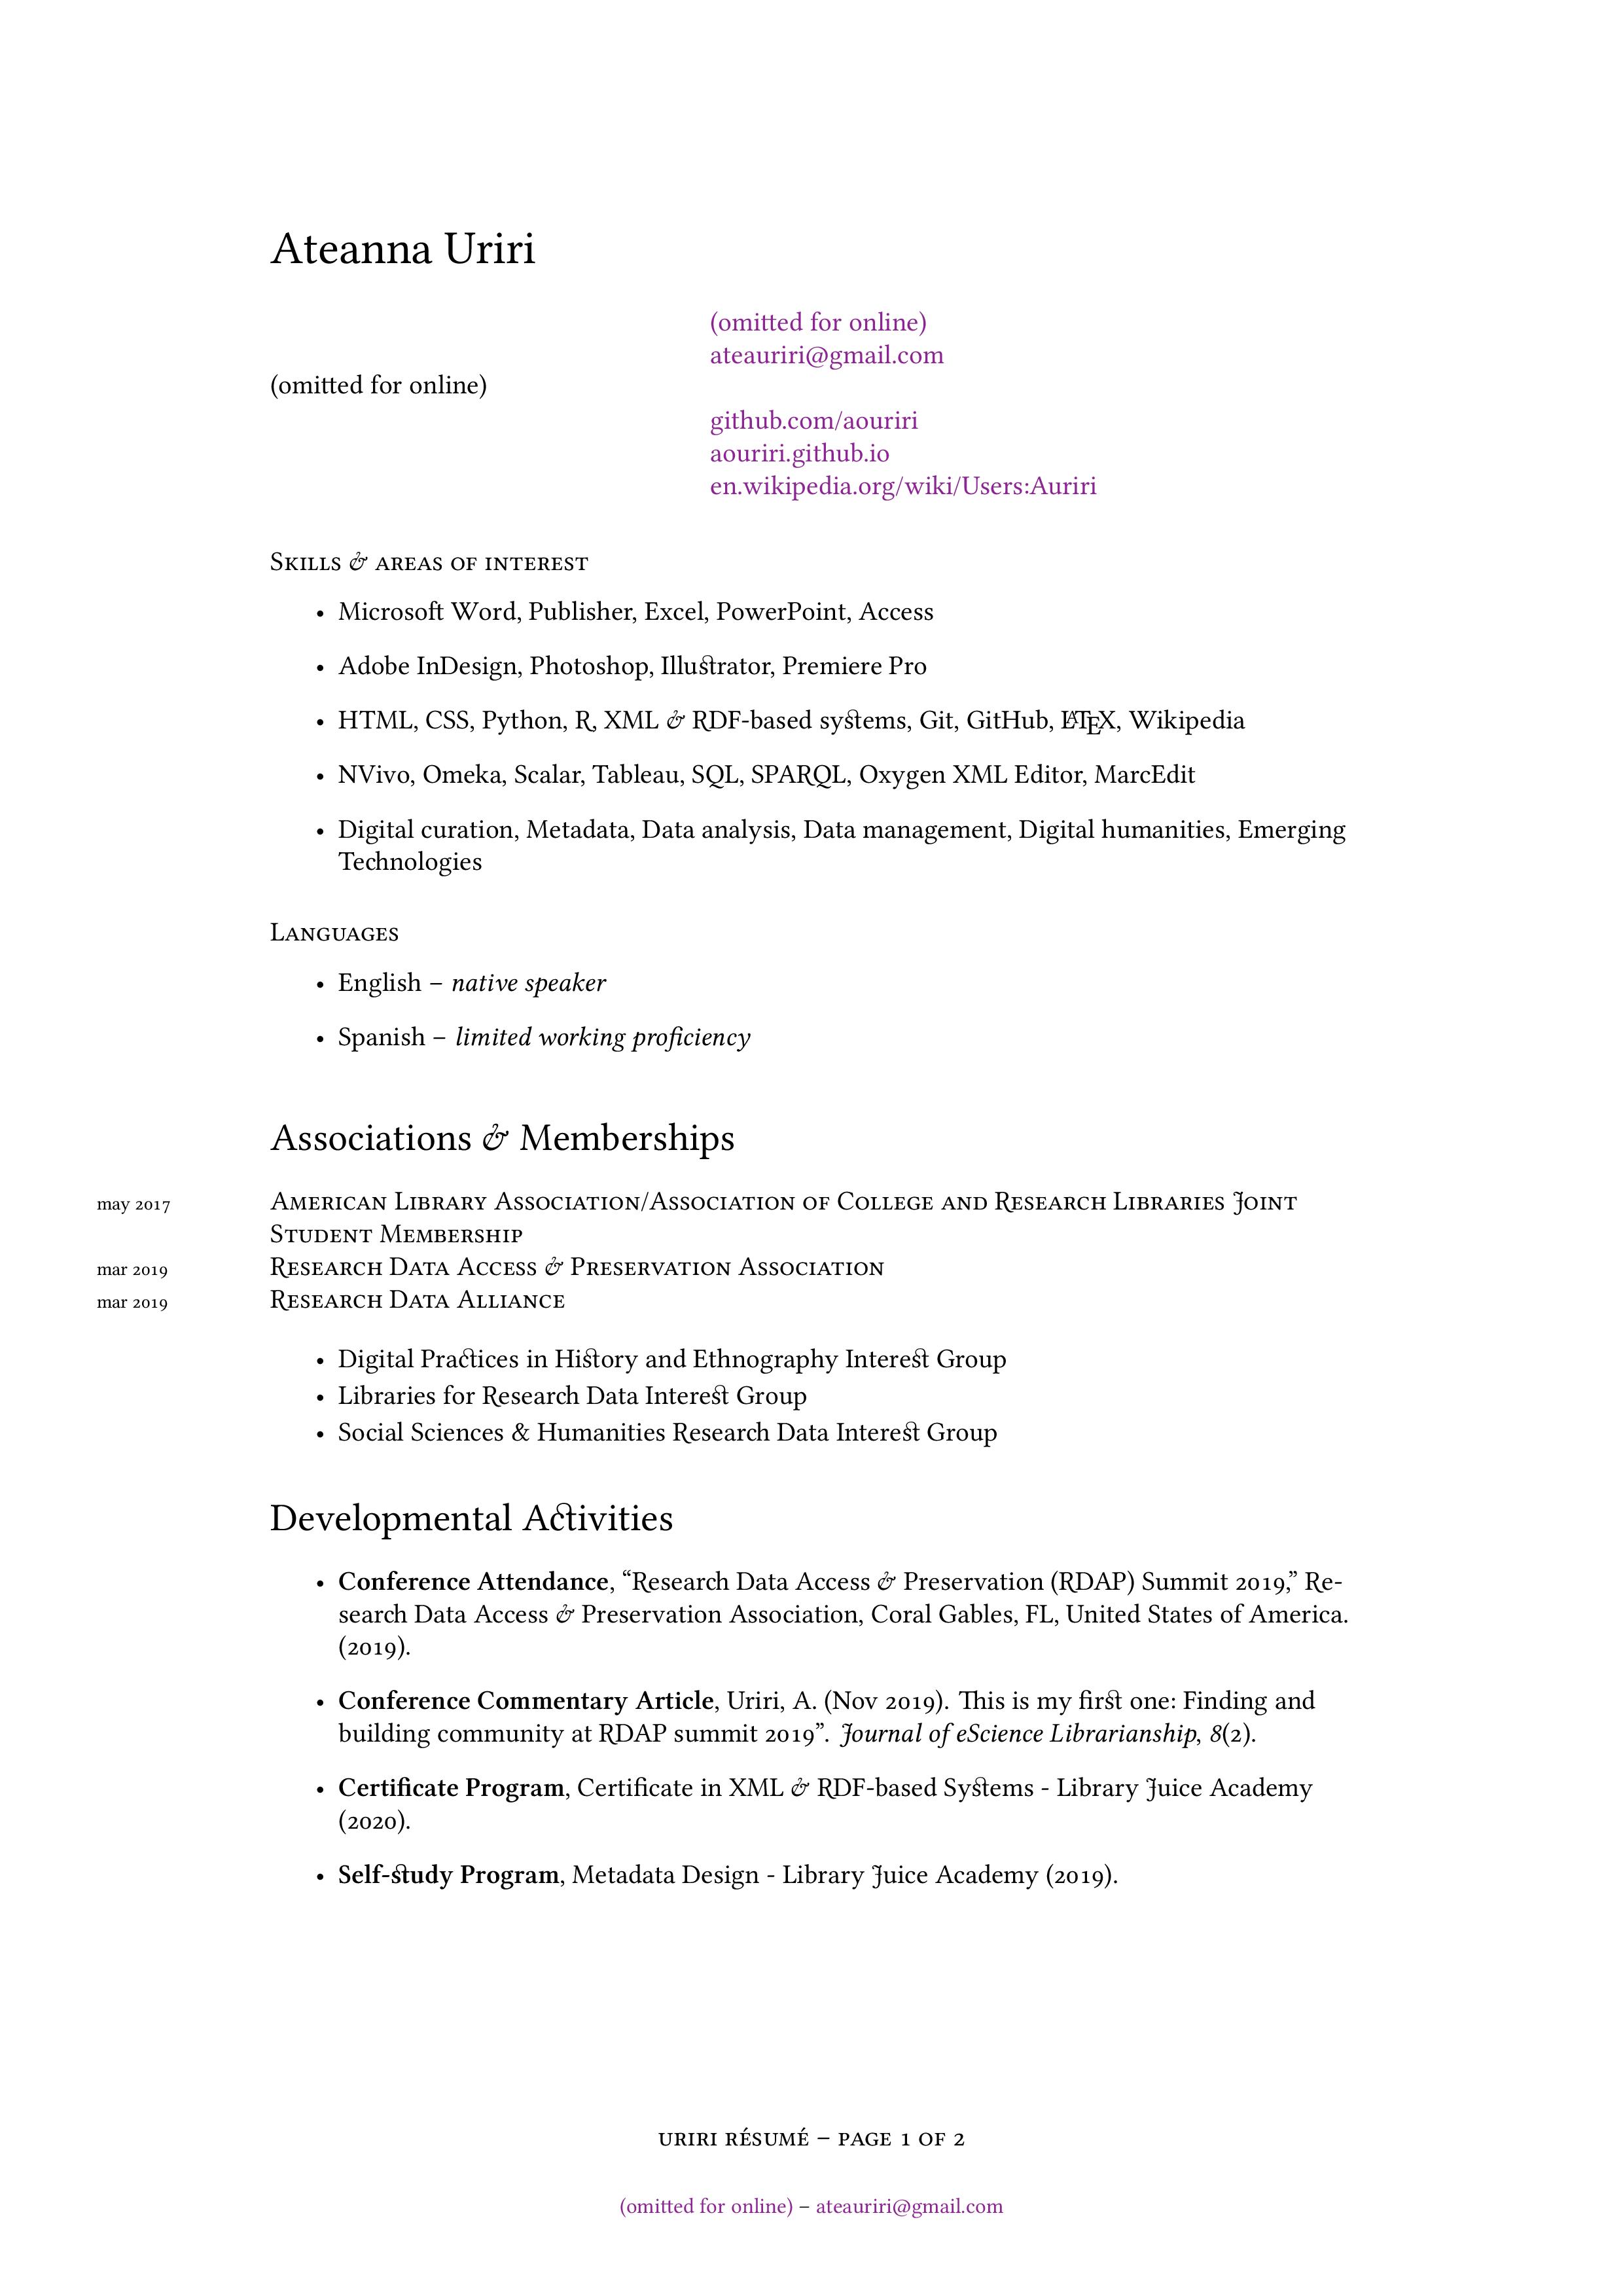 Ateanna Uriri
(omitted for online)
ateauriri@gmail.com
(omitted for online)
github.com/aouriri
aouriri.github.io
en.wikipedia.org/wiki/Users:Auriri
Skills & areas of interest
• Microsoft Word, Publisher, Excel, PowerPoint, Access
• Adobe InDesign, Photoshop, Illustrator, Premiere Pro
• HTML, CSS, Python, R, XML & RDF-based systems, Git, GitHub, LATEX, Wikipedia
• NVivo, Omeka, Scalar, Tableau, SQL, SPARQL, Oxygen XML Editor, MarcEdit
• Digital curation, Metadata, Data analysis, Data management, Digital humanities, Emerging
Technologies
Languages
• English – native speaker
• Spanish – limited working proficiency
Associations & Memberships
may 2017 American Library Association/Association of College and Research Libraries Joint
Student Membership
mar 2019 Research Data Access & Preservation Association
mar 2019 Research Data Alliance
• Digital Practices in History and Ethnography Interest Group
• Libraries for Research Data Interest Group
• Social Sciences & Humanities Research Data Interest Group
Developmental Activities
• Conference Attendance, “Research Data Access & Preservation (RDAP) Summit 2019,” Re-
search Data Access & Preservation Association, Coral Gables, FL, United States of America.
(2019).
• Conference Commentary Article, Uriri, A. (Nov 2019). This is my first one: Finding and
building community at RDAP summit 2019”. Journal of eScience Librarianship, 8(2).
• Certificate Program, Certificate in XML & RDF-based Systems - Library Juice Academy
(2020).
• Self-study Program, Metadata Design - Library Juice Academy (2019).
uriri résumé – page 1 of 2
(omitted for online) – ateauriri@gmail.com